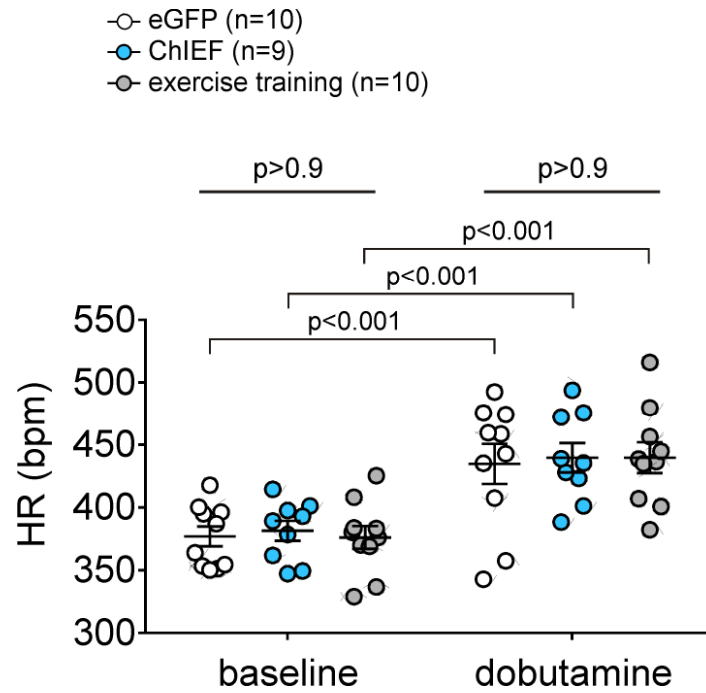 eGFP (n=10)
ChIEF (n=9)
exercise training (n=10)
p>0.9 p>0.9
p<0.001
p<0.001
p<0.001
550
500
450
400
350
300
HR (bpm)
baseline dobutamine